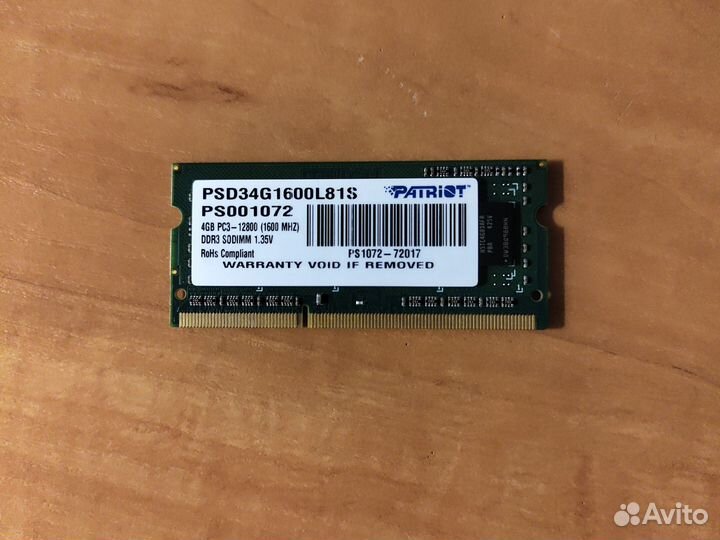 PSD34G1600L81S
PATRIOT
PS001072
4GB PC3-12800 (1600 MHZ)
DDR3 SODIMM 1.35V
RoHs Compliant
PS1072-72017
WARRANTY VOID IF REMOVED
Avito